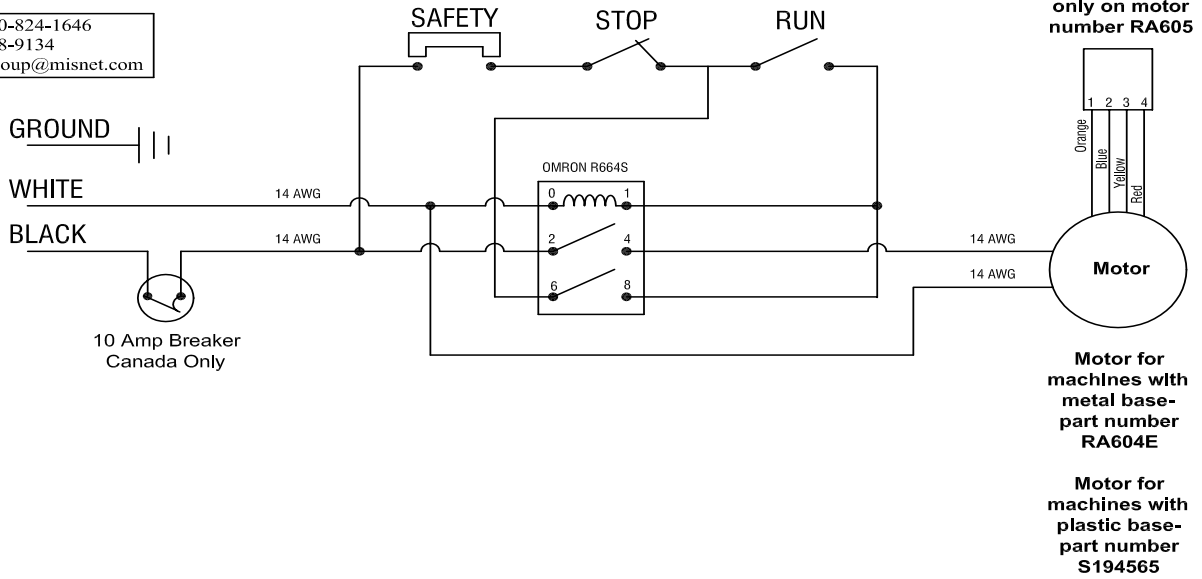 0-824-1646
8-9134
oup@misnet.com
SAFETY
STOP
RUN
only on motor
number RA605
1 2 3 4
Orange
Blue
Yellow
Red
GROUND
OMRON R664S
WHITE
14 AWG
0
1
BLACK
14 AWG
2
4
14 AWG
Motor
14 AWG
6
8
10 Amp Breaker
Canada Only
Motor for
machines with
metal base-
part number
RA604E
Motor for
machines with
plastic base-
part number
S194565